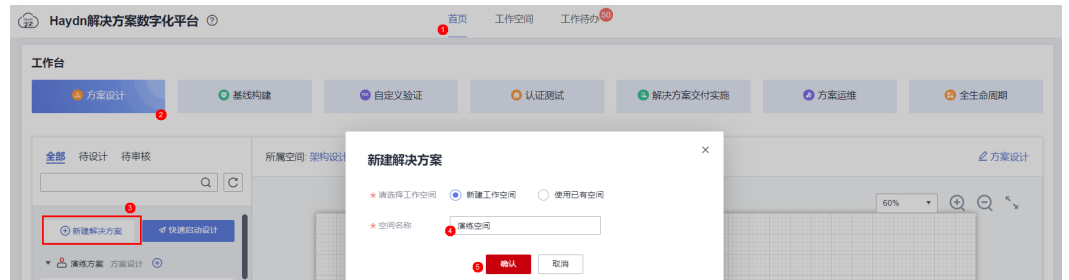 Haydn解决方案数字化平台
首页 工作空间 工作待办 50
1
工作台
方案设计 基线构建 自定义验证 认证测试 解决方案交付实施 方案运维 全生命周期
2
全部 待设计 待审核
所属空间: 架构设计
方案设计
新建解决方案
* 请选择工作空间 新建工作空间 使用已有空间
60%
3
* 空间名称 4 演练空间
新建解决方案 快速启动设计
5 确认 取消
演练方案 方案设计